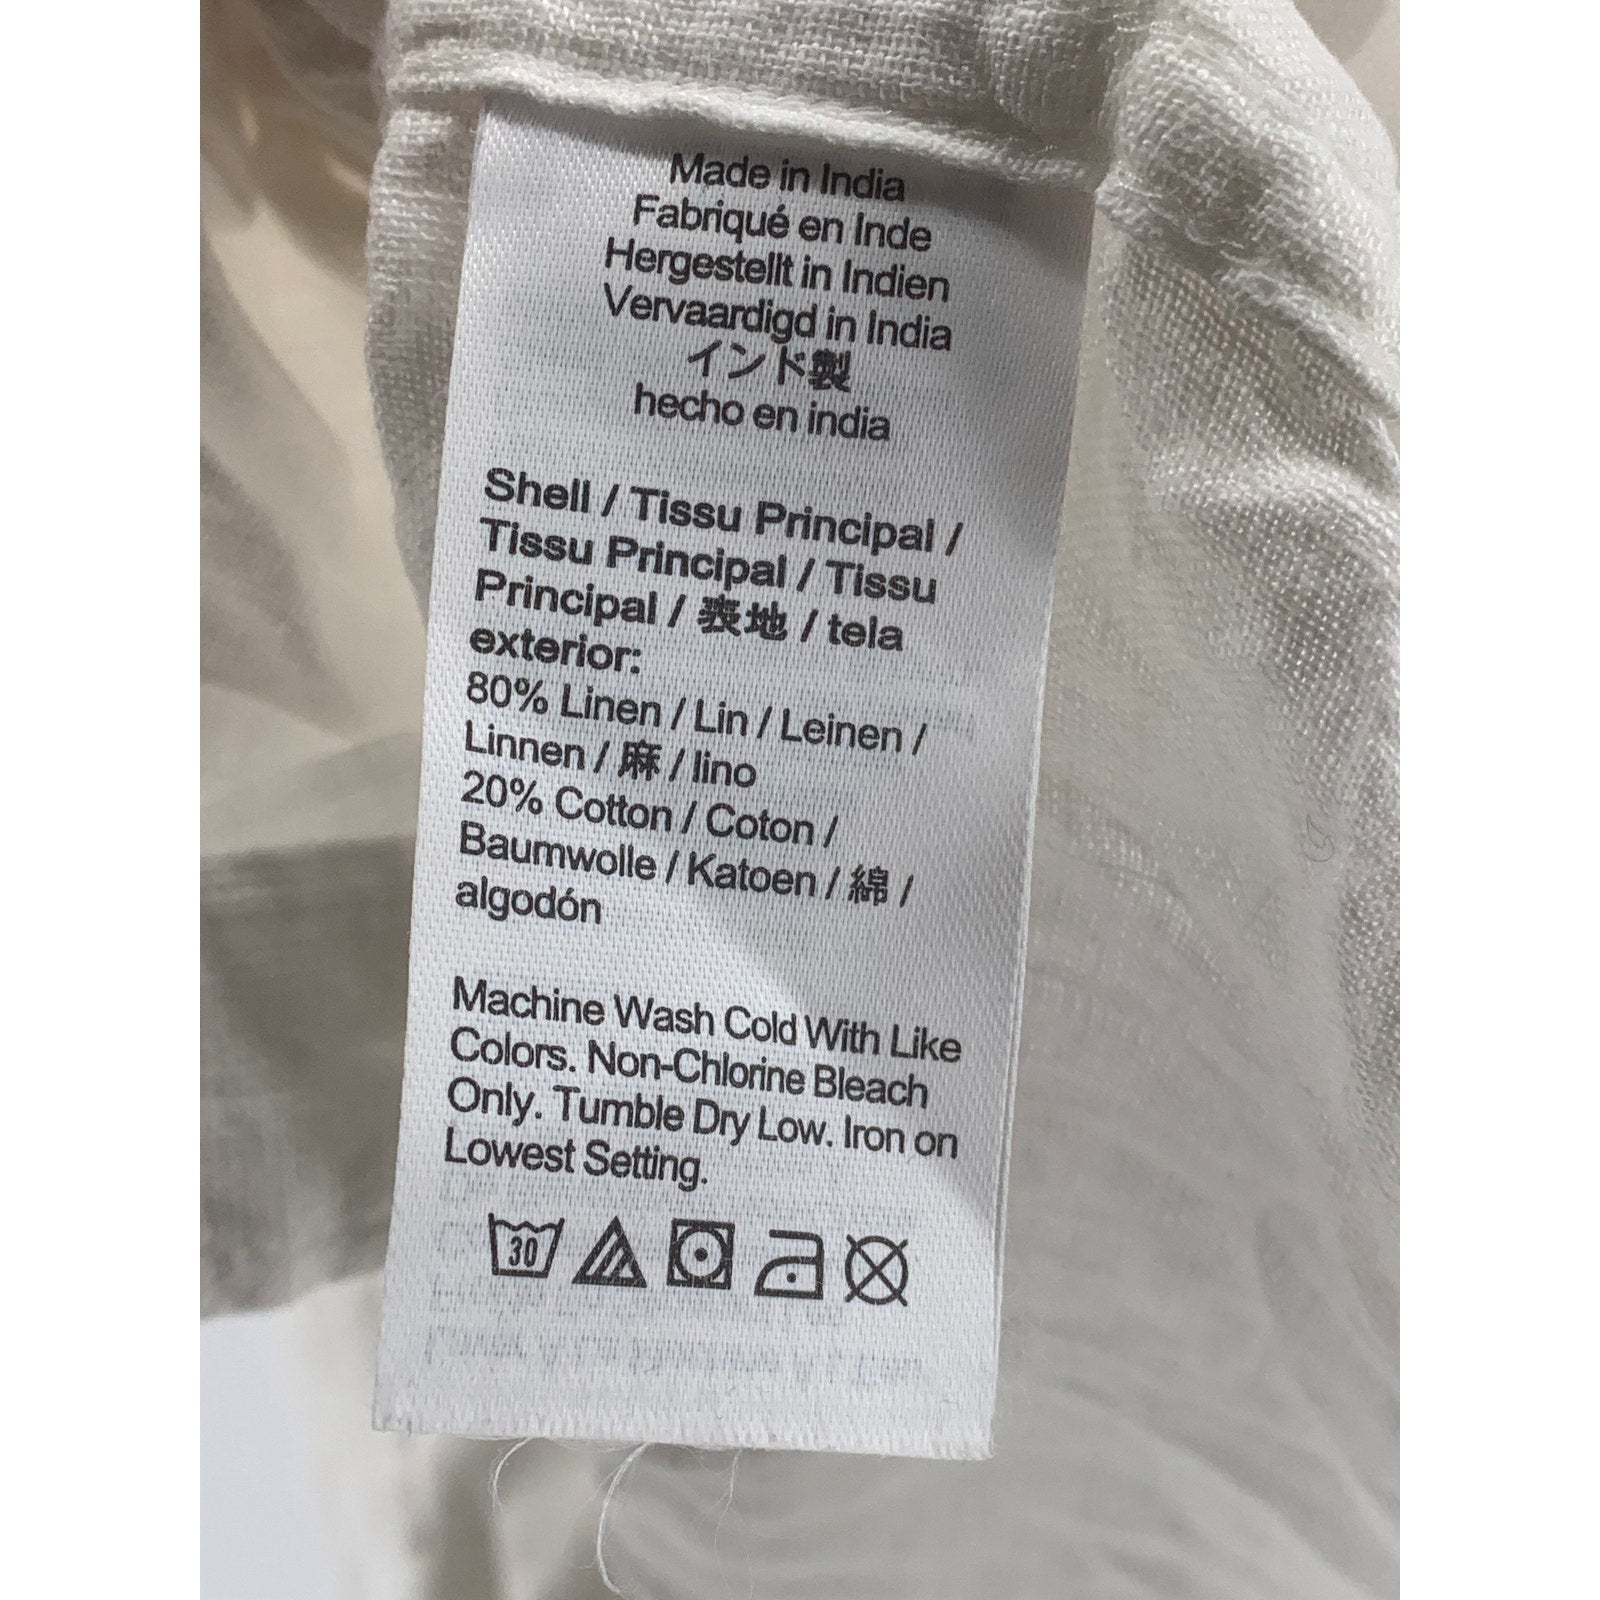 Made in India
Fabriqué en Inde
Hergestellt in Indien
Vervaardigd in India
インド製
hecho en india
Shell / Tissu Principal /
Tissu Principal / Tissu
Principal / 表地 / tela
exterior:
80% Linen / Lin / Leinen /
Linnen / 麻 / lino
20% Cotton / Coton /
Baumwolle / Katoen / 綿 /
algodón
Machine Wash Cold With Like
Colors. Non-Chlorine Bleach
Only. Tumble Dry Low. Iron on
Lowest Setting.
30